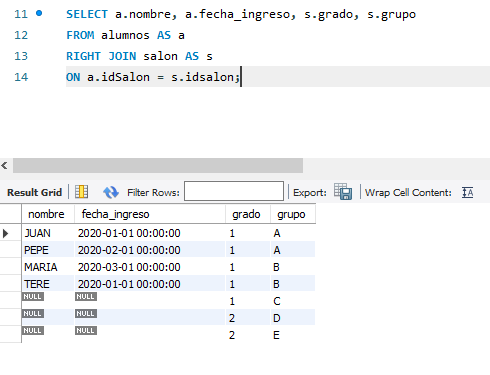 11 SELECT a.nombre, a.fecha_ingreso, s.grado, s.grupo
12 FROM alumnos AS a
13 RIGHT JOIN salon AS s
14 ON a.idSalon = s.idsalon;
Result Grid Filter Rows: Export: Wrap Cell Content:
nombre fecha_ingreso grado grupo
JUAN 2020-01-01 00:00:00 1 A
PEPE 2020-02-01 00:00:00 1 A
MARIA 2020-03-01 00:00:00 1 B
TERE 2020-01-01 00:00:00 1 B
NULL NULL 1 C
NULL NULL 2 D
NULL NULL 2 E